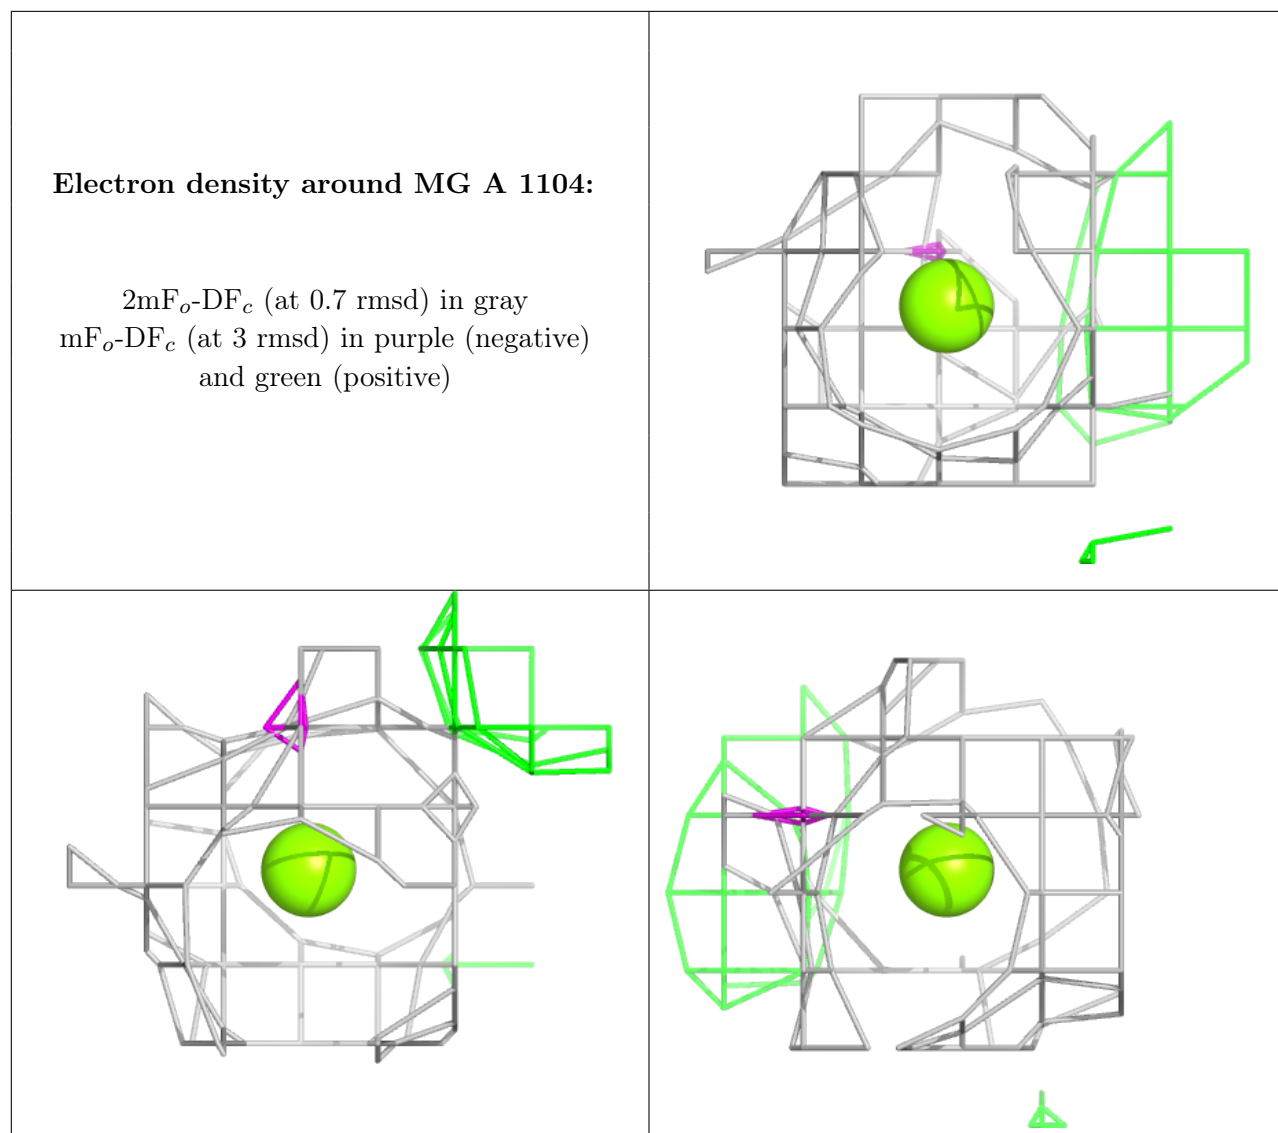 Electron density around MG A 1104:
2mFo-DFc (at 0.7 rmsd) in gray
mFo-DFc (at 3 rmsd) in purple (negative)
and green (positive)